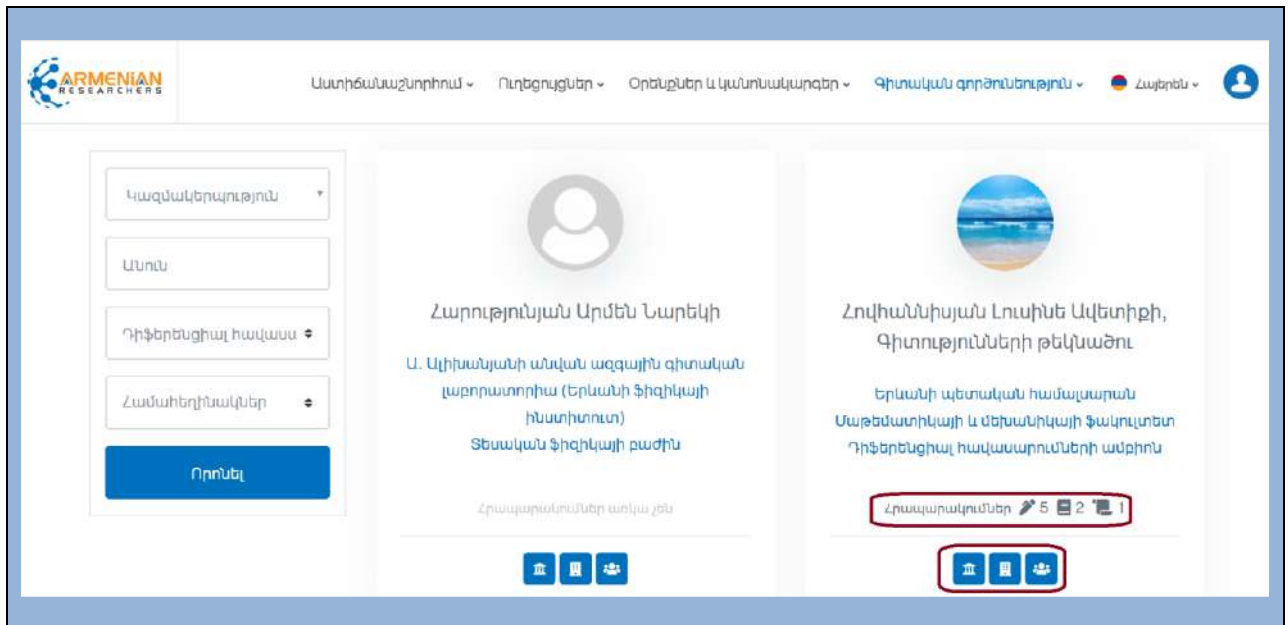 ARMENiAN
RESEARCHERS
Աստիճանաշնորհում
Ուղեցույցներ
Օրենքներ և կանոնակարգեր
Գիտական գործունեություն
Հայերեն
Կազմակերպություն
Անուն
Դիֆերենցիալ հավասա
Համահեղինակներ
Որոնել
Հարությունյան Արմեն Նարեկի
Ա. Ալիխանյանի անվան ազգային գիտական
լաբորատորիա (Երևանի ֆիզիկայի
ինստիտուտ)
Տեսական ֆիզիկայի բաժին
Հրապարակումներ առկա չեն
Հովհաննիսյան Լուսինե Ավետիքի,
Գիտությունների թեկնածու
Երևանի պետական համալսարան
Մաթեմատիկայի և մեխանիկայի ֆակուլտետ
Դիֆերենցիալ հավասարումների ամբիոն
Հրապարակումներ 5 2 1